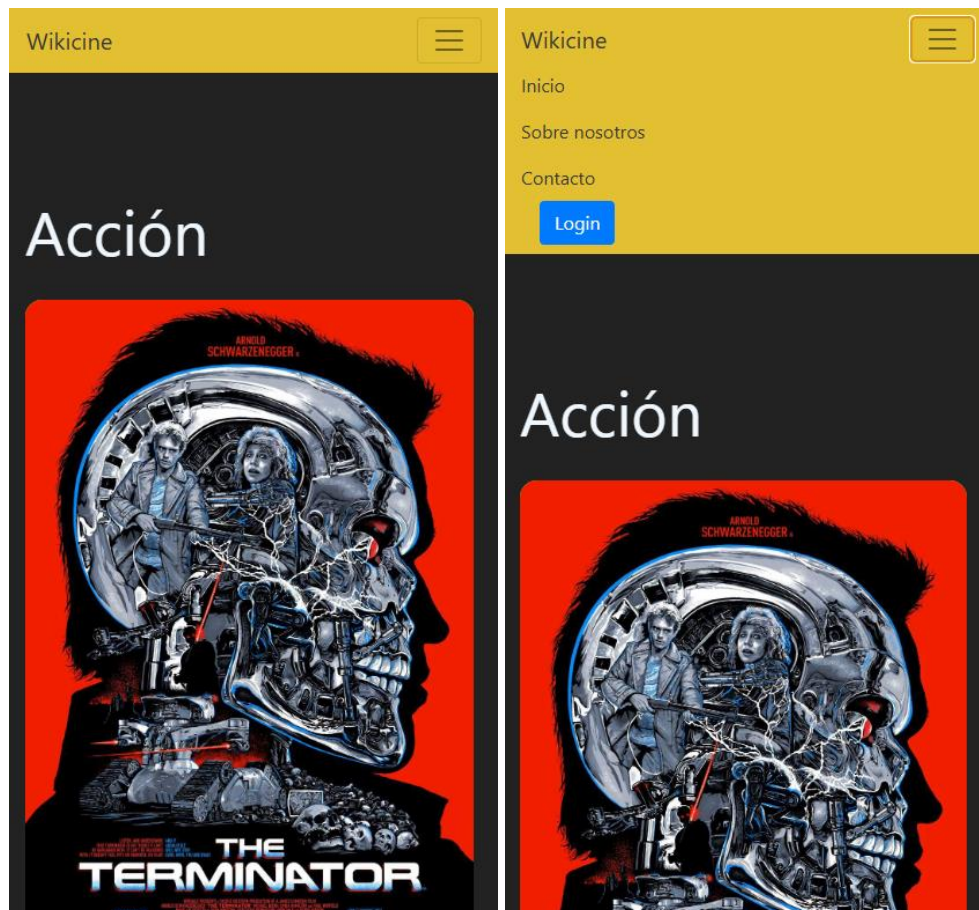 Wikicine
Acción
ARNOLD
SCHWARZENEGGER
THE
TERMINATOR
Wikicine
Inicio
Sobre nosotros
Contacto
Login
Acción
ARNOLD
SCHWARZENEGGER